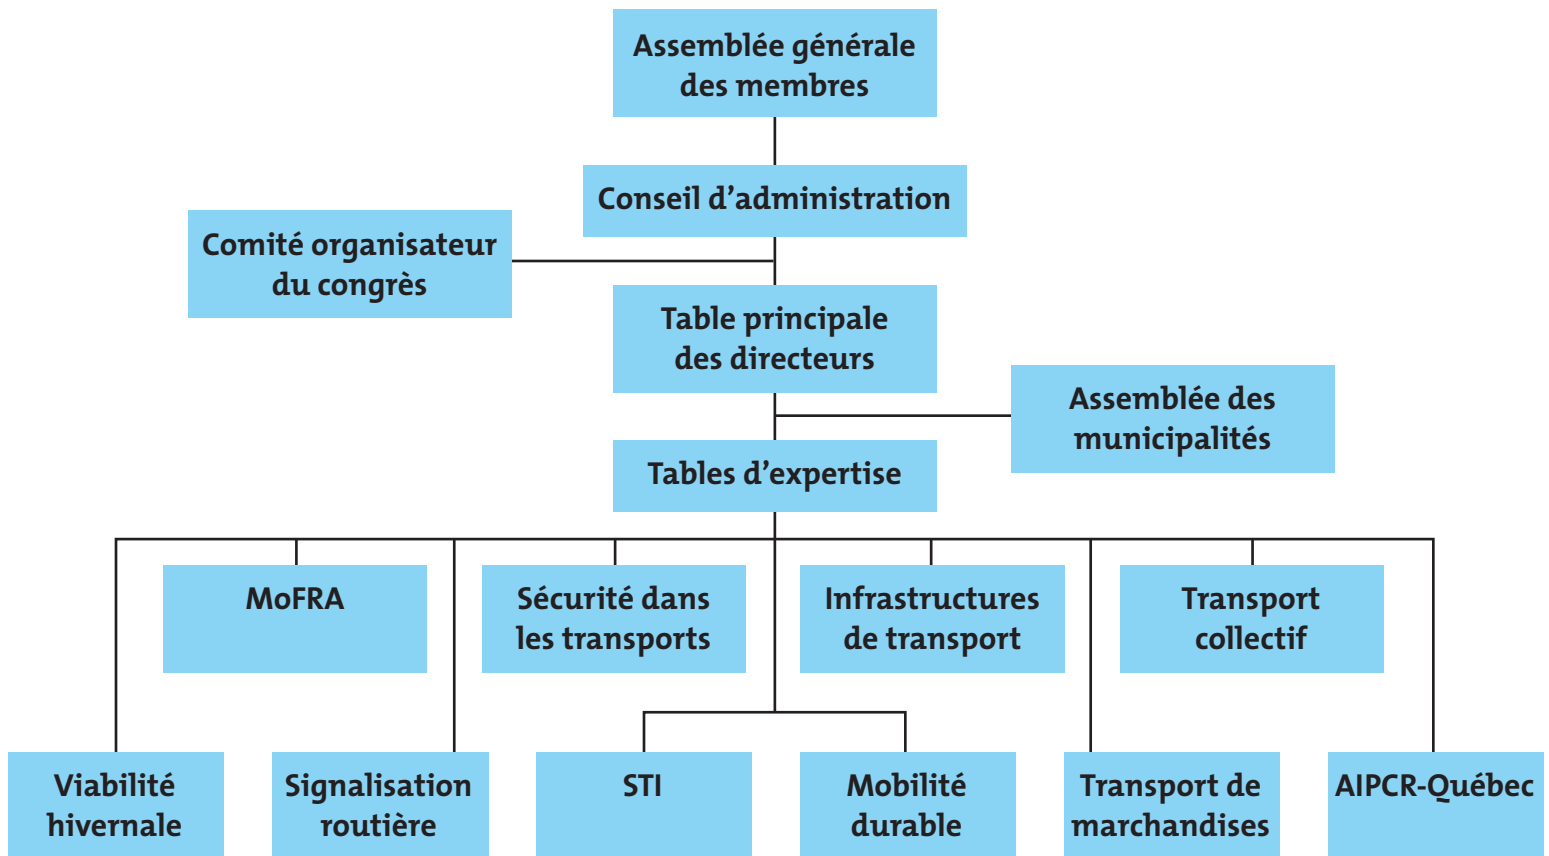 Assemblée générale
des membres
Conseil d’administration
Comité organisateur
du congrès
Table principale
des directeurs
Assemblée des
municipalités
Tables d’expertise
MoFRA
Sécurité dans
les transports
Infrastructures
de transport
Transport
collectif
Viabilité
hivernale
Signalisation
routière
STI
Mobilité
durable
Transport de
marchandises
AIPCR-Québec